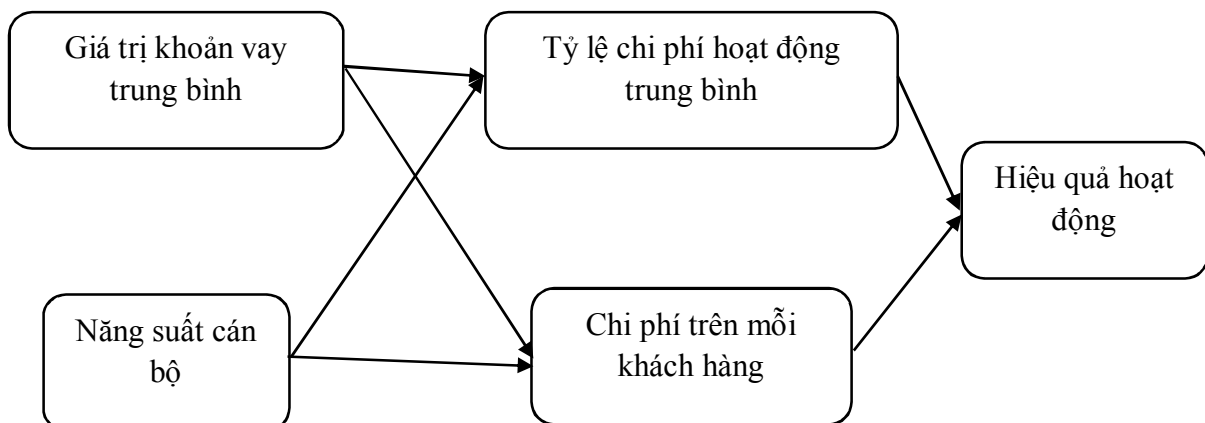 Giá trị khoản vay
trung bình
Tỷ lệ chi phí hoạt động
trung bình
Hiệu quả hoạt
động
Năng suất cán
bộ
Chi phí trên mỗi
khách hàng